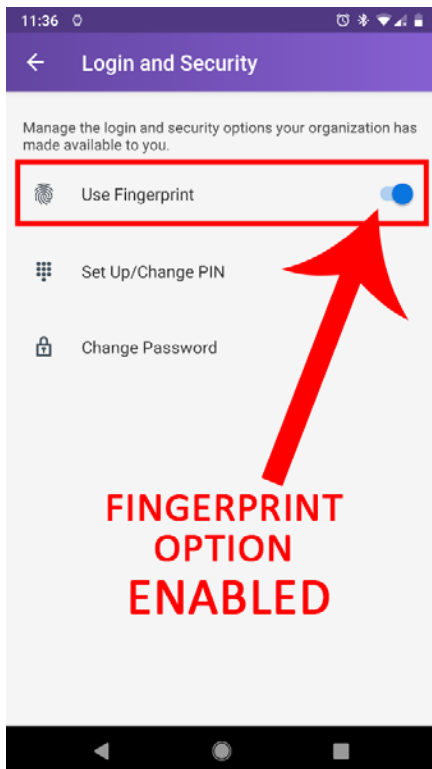 11:36
Login and Security
Manage the login and security options your organization has
made available to you.
Use Fingerprint
Set Up/Change PIN
Change Password
FINGERPRINT
OPTION
ENABLED